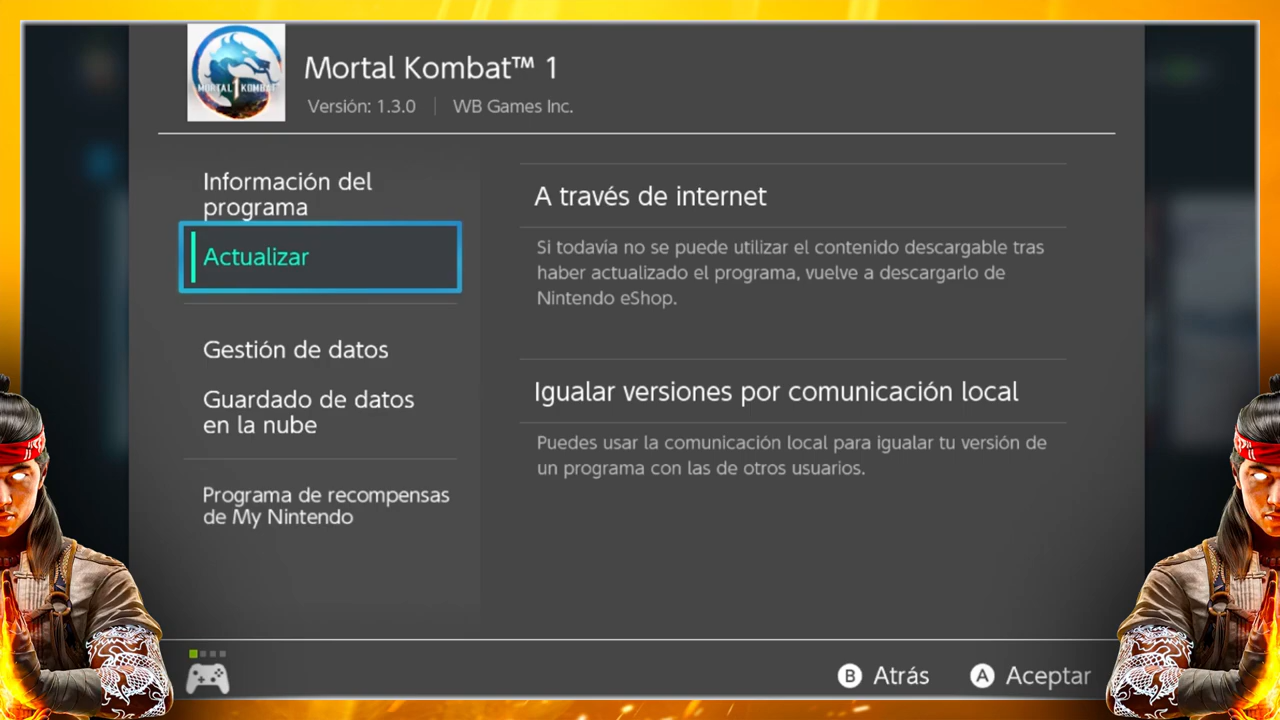 Mortal Kombat™ 1
Versión: 1.3.0 | WB Games Inc.
MORTAL KOMBAT 1
Información del
programa
Actualizar
Gestión de datos
Guardado de datos
en la nube
Programa de recompensas
de My Nintendo
A través de internet
Si todavía no se puede utilizar el contenido descargable tras
haber actualizado el programa, vuelve a descargarlo de
Nintendo eShop.
Igualar versiones por comunicación local
Puedes usar la comunicación local para igualar tu versión de
un programa con las de otros usuarios.
B Atrás
A Aceptar